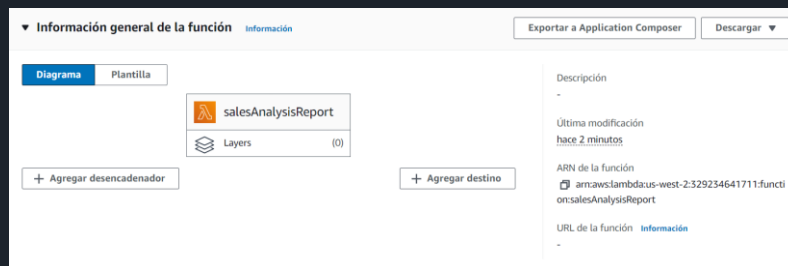 Información general de la función Información
Exportar a Application Composer
Descargar
Diagrama
Plantilla
salesAnalysisReport
Layers (0)
+ Agregar desencadenador
+ Agregar destino
Descripción
-
Última modificación
hace 2 minutos
ARN de la función
arn:aws:lambda:us-west-2:329234641711:functi
on:salesAnalysisReport
URL de la función Información
-